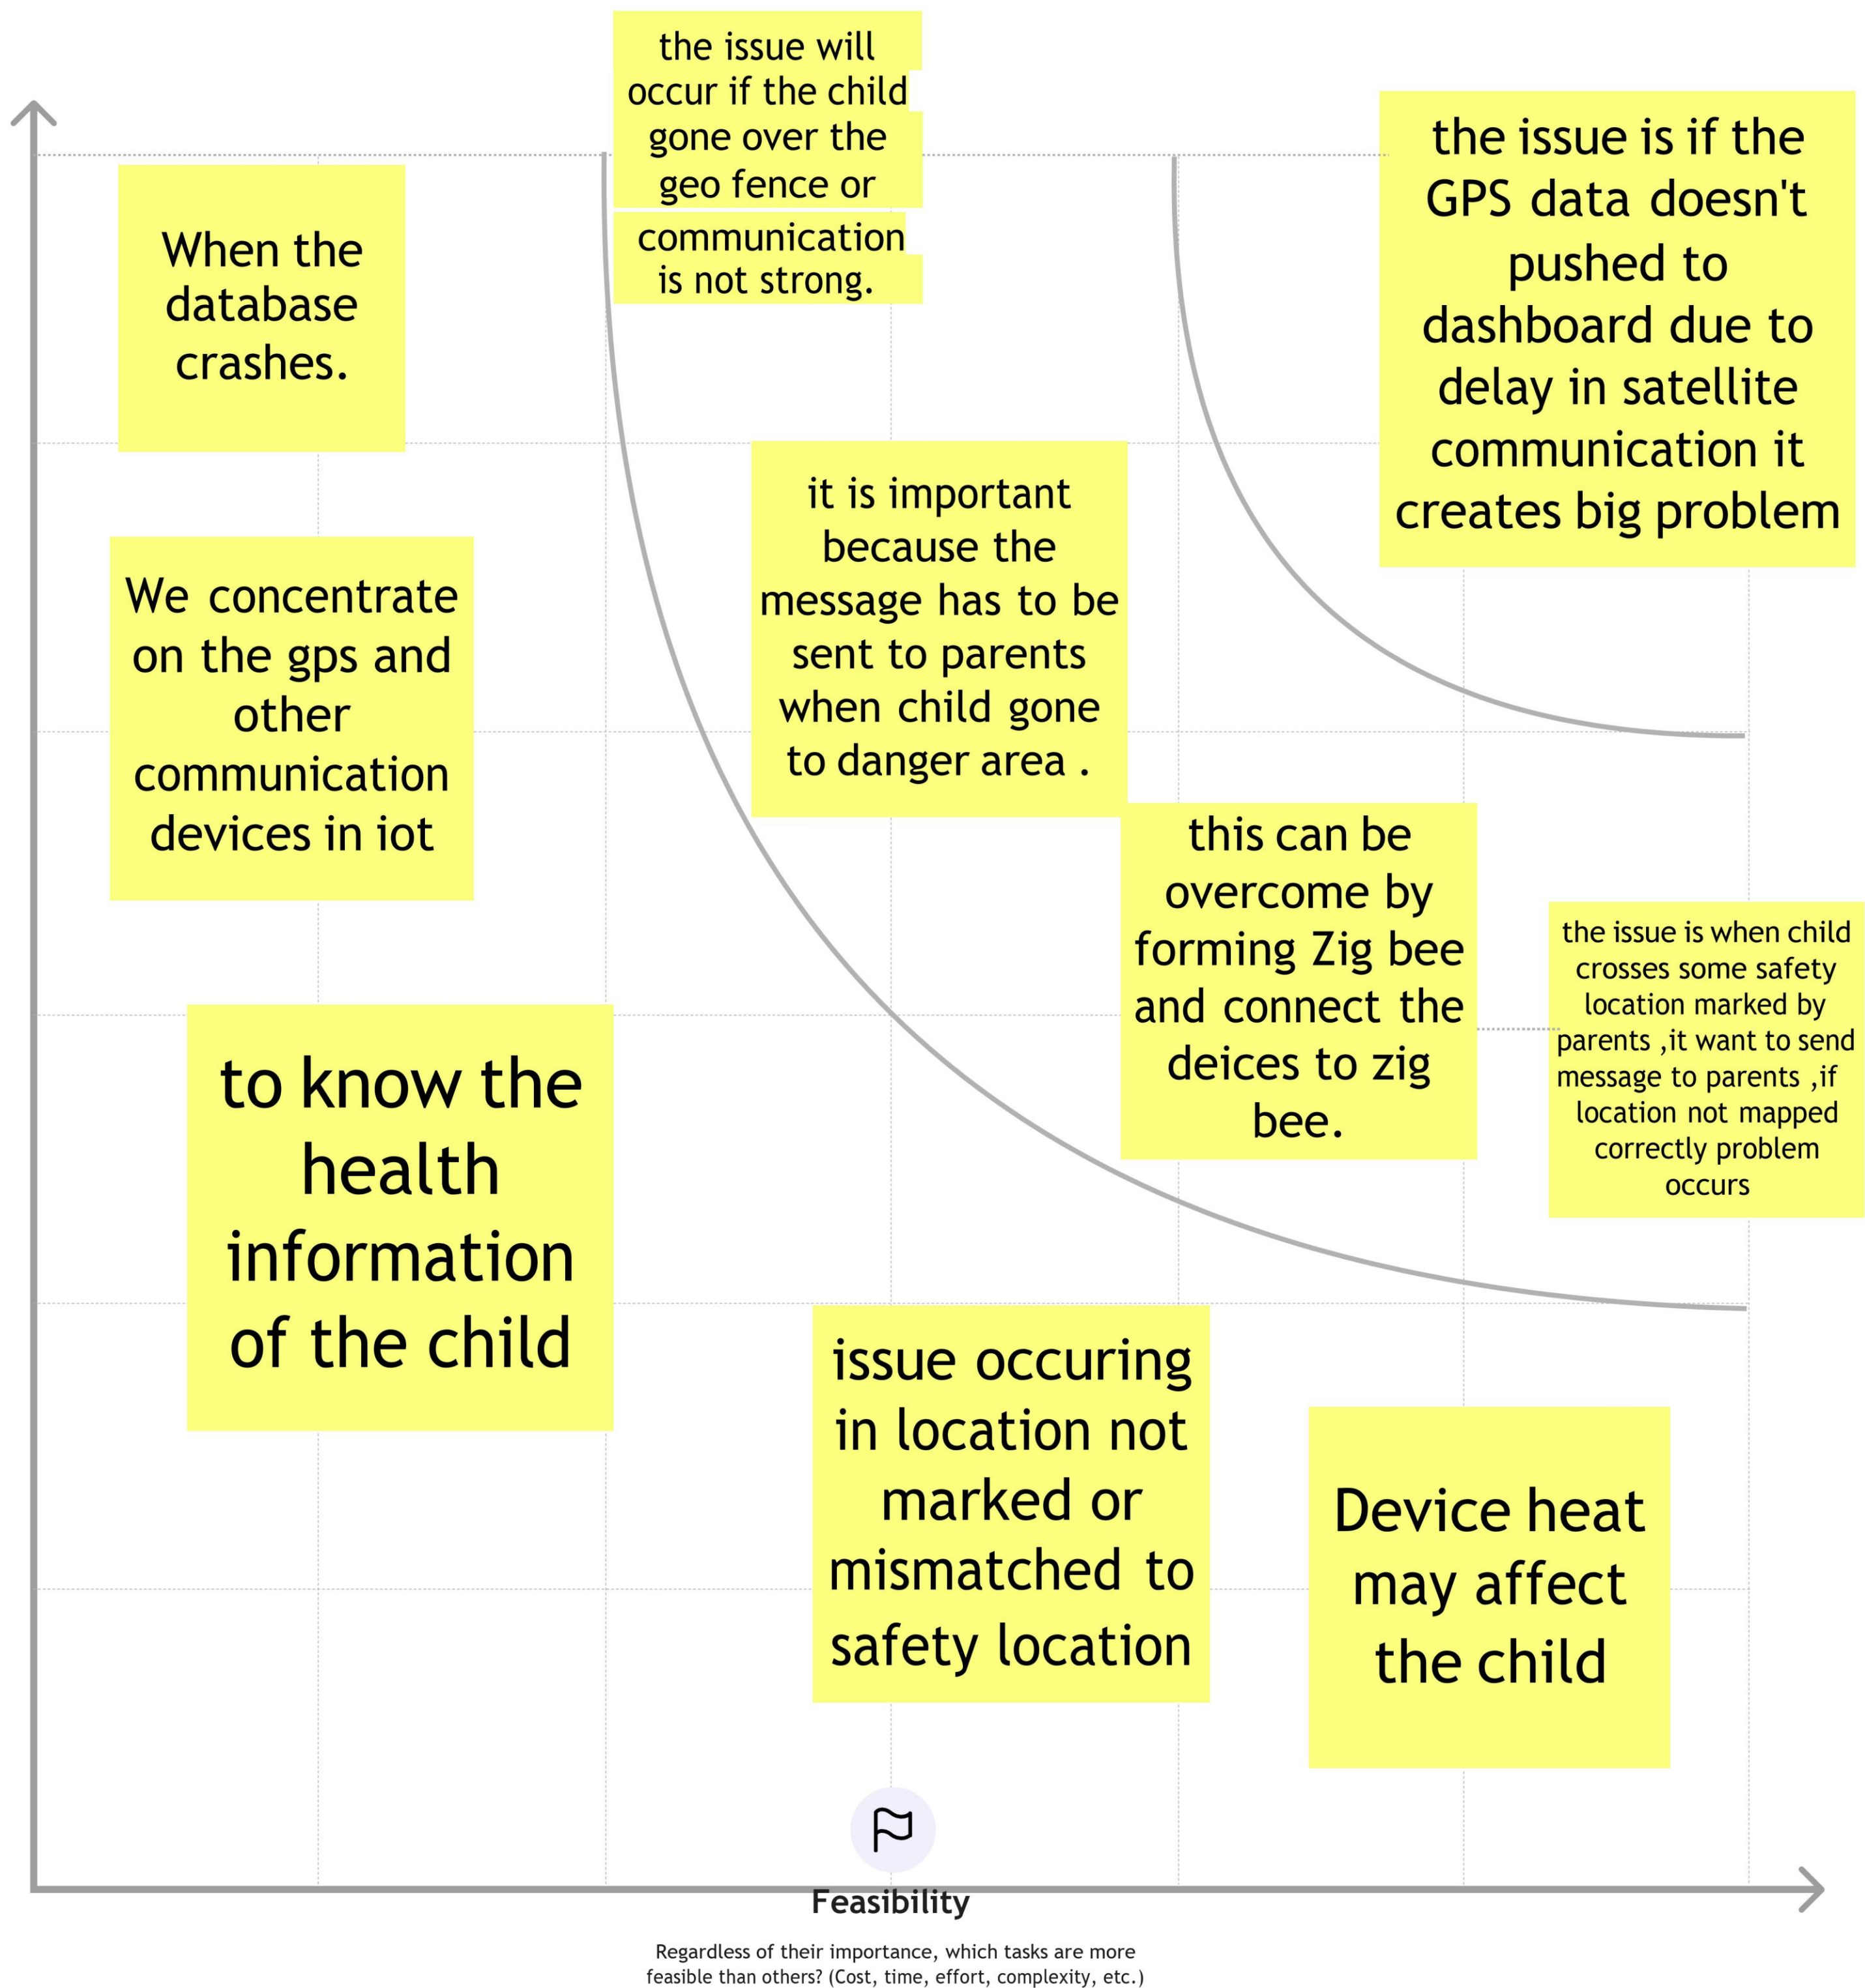 the issue will
occur if the child
gone over the
geo fence or
communication
is not strong.
the issue is if the
GPS data doesn't
pushed to
dashboard due to
delay in satellite
communication it
creates big problem
When the
database
crashes.
it is important
because the
message has to be
sent to parents
when child gone
to danger area .
We concentrate
on the gps and
other
communication
devices in iot
this can be
overcome by
forming Zig bee
and connect the
deices to zig
bee.
the issue is when child
crosses some safety
location marked by
parents ,it want to send
message to parents ,if
location not mapped
correctly problem
occurs
to know the
health
information
of the child
issue occuring
in location not
marked or
mismatched to
safety location
Device heat
may affect
the child
Feasibility
Regardless of their importance, which tasks are more
feasible than others? (Cost, time, effort, complexity, etc.)